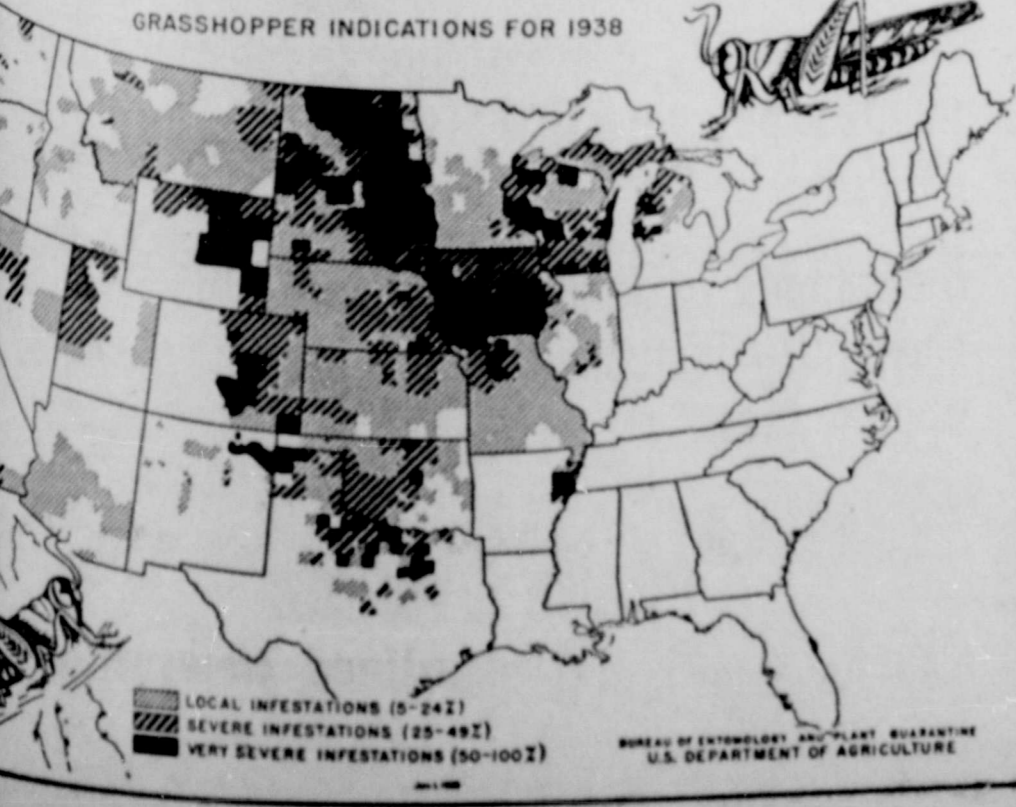 GRASSHOPPER INDICATIONS FOR 1938
LOCAL INFESTATIONS (5-24%)
SEVERE INFESTATIONS (25-49%)
VERY SEVERE INFESTATIONS (50-100%)
BUREAU OF ENTOMOLOGY AND PLANT QUARANTINE
U.S. DEPARTMENT OF AGRICULTURE